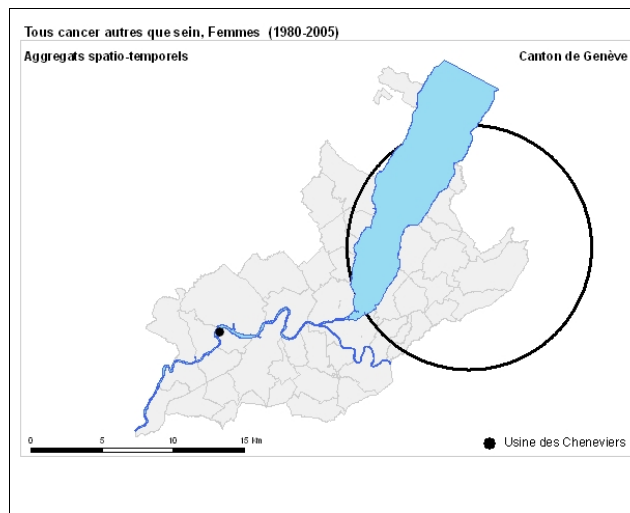 Tous cancer autres que sein, Femmes (1980-2005)
Aggregats spatio-temporels
Canton de Genève
0 5 10 15 Km
Usine des Cheneviers